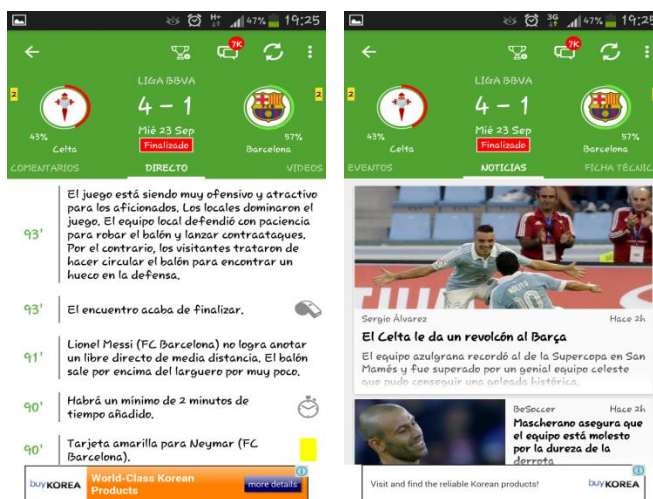 H+ 47% 19:25
7K
LIGA BBVA
2 4 – 1 2
Mié 23 Sep
Finalizado
43% 57%
Celta Barcelona
COMENTARIOS DIRECTO VIDEOS
El juego está siendo muy ofensivo y atractivo
para los aficionados. Los locales dominaron el
juego. El equipo local defendió con paciencia
93' para robar el balón y lanzar contraataques.
Por el contrario, los visitantes trataron de
hacer circular el balón para encontrar un
hueco en la defensa.
93' El encuentro acaba de finalizar.
Lionel Messi (FC Barcelona) no logra anotar
91' un libre directo de media distancia. El balón
sale por encima del larguero por muy poco.
90' Habrá un mínimo de 2 minutos de
tiempo añadido.
90' Tarjeta amarilla para Neymar (FC
Barcelona).
buyKOREA World-Class Korean
Products more details
3G 47% 19:25
7K
LIGA BBVA
2 4 – 1 2
Mié 23 Sep
Finalizado
43% 57%
Celta Barcelona
EVENTOS NOTICIAS FICHA TÉCNIC
NOLITO
Sergio Álvarez Hace 2h
El Celta le da un revolcón al Barça
El equipo azulgrana recordó al de la Supercopa en San
Mamés y fue superado por un genial equipo celeste
que pudo conseguir una goleada histórica.
BeSoccer Hace 2h
Mascherano asegura que
el equipo está molesto
por la dureza de la
derrota
Visit and find the reliable Korean products! buyKOREA